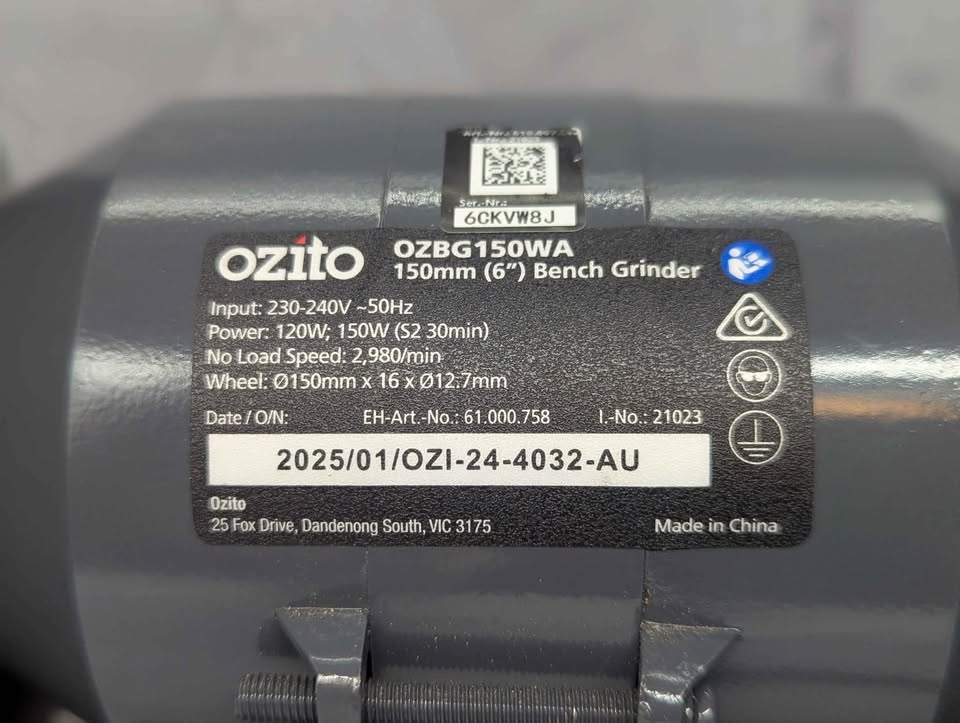 Ser.-Nr.:
6CKVW8J
ozito
OZBG150WA
150mm (6") Bench Grinder
Input: 230-240V ~50Hz
Power: 120W; 150W (S2 30min)
No Load Speed: 2,980/min
Wheel: Ø150mm x 16 x Ø12.7mm
Date / O/N: EH-Art.-No.: 61.000.758 I.-No.: 21023
2025/01/OZI-24-4032-AU
Ozito
25 Fox Drive, Dandenong South, VIC 3175
Made in China